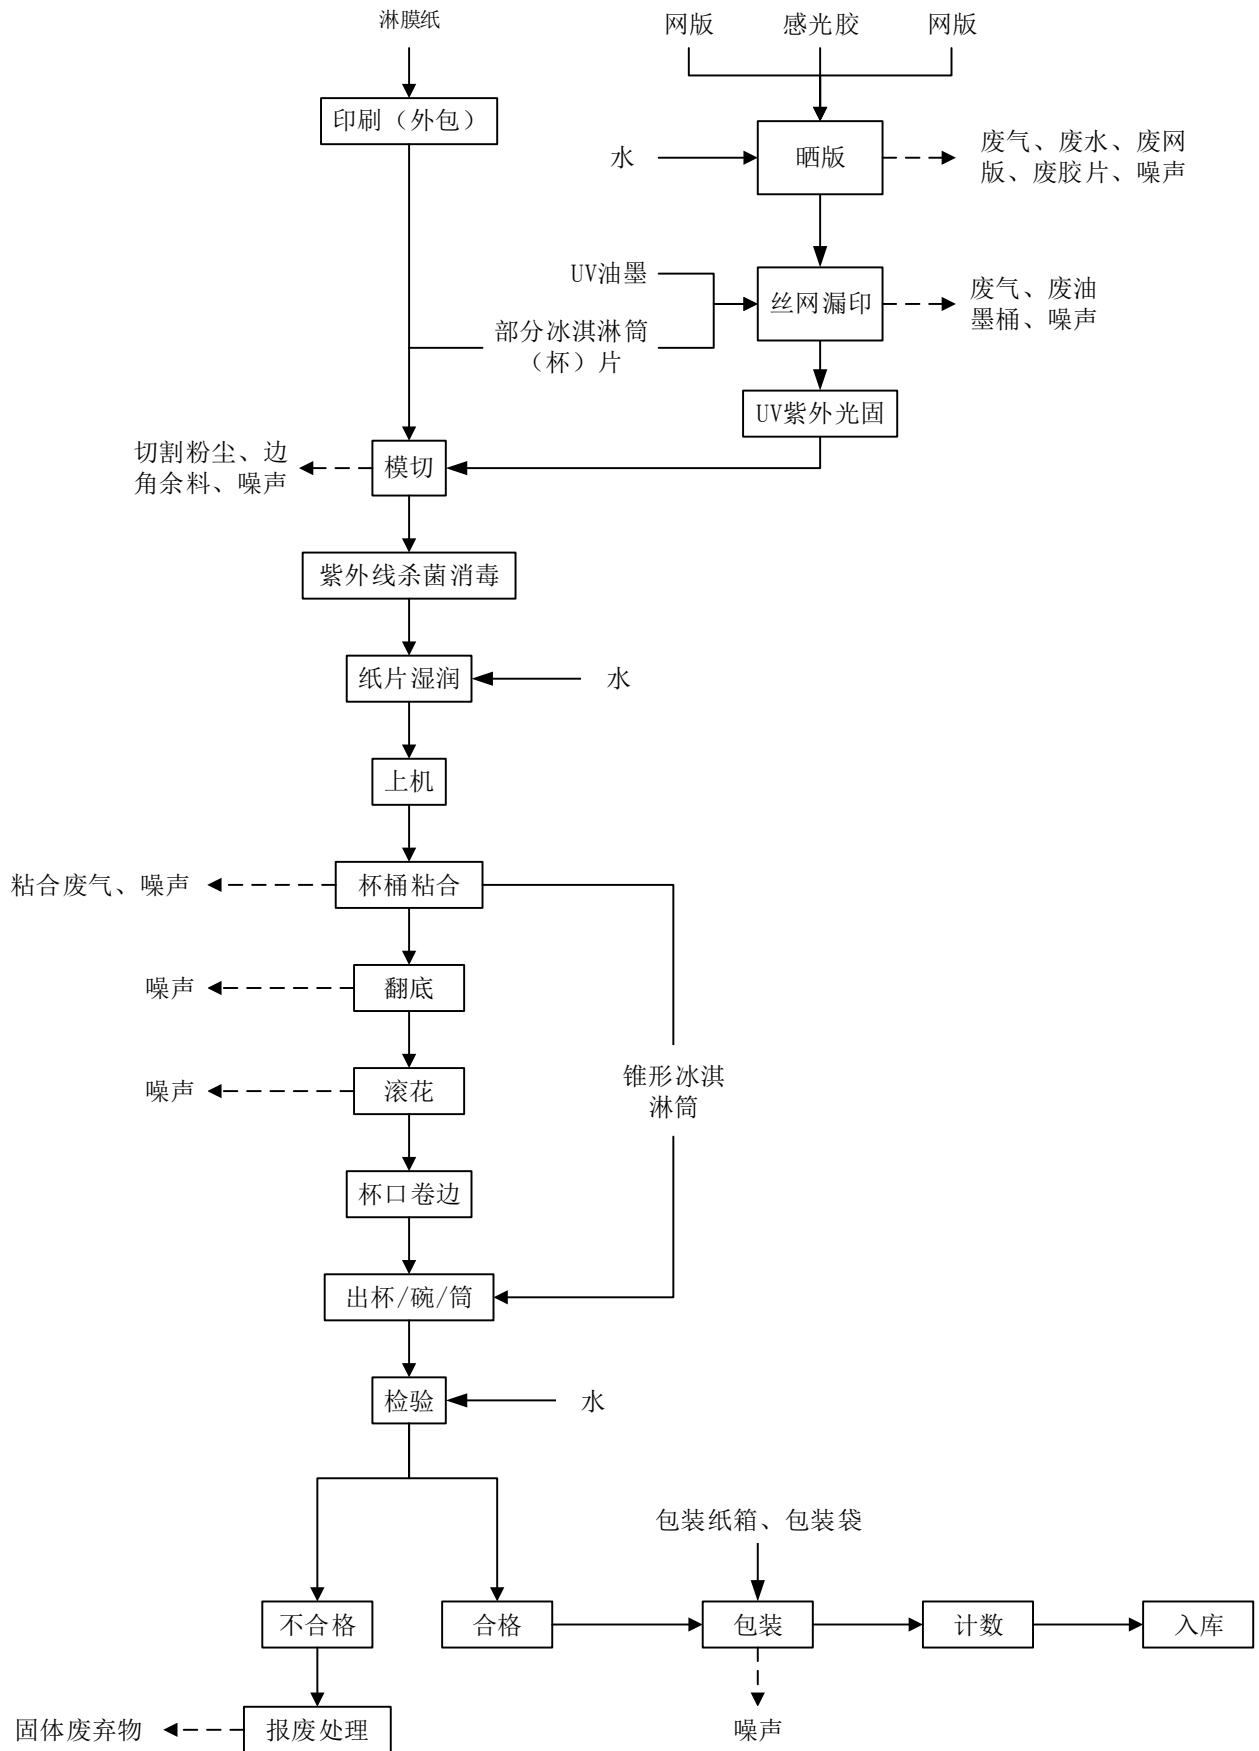 淋膜纸
网版
感光胶
网版
印刷（外包）
水
晒版
废气、废水、废网
版、废胶片、噪声
UV油墨
丝网漏印
废气、废油
墨桶、噪声
部分冰淇淋筒
（杯）片
UV紫外光固
切割粉尘、边
角余料、噪声
模切
紫外线杀菌消毒
纸片湿润
水
上机
粘合废气、噪声
杯桶粘合
噪声
翻底
噪声
滚花
锥形冰淇
淋筒
杯口卷边
出杯/碗/筒
检验
水
包装纸箱、包装袋
不合格
合格
包装
计数
入库
固体废弃物
报废处理
噪声